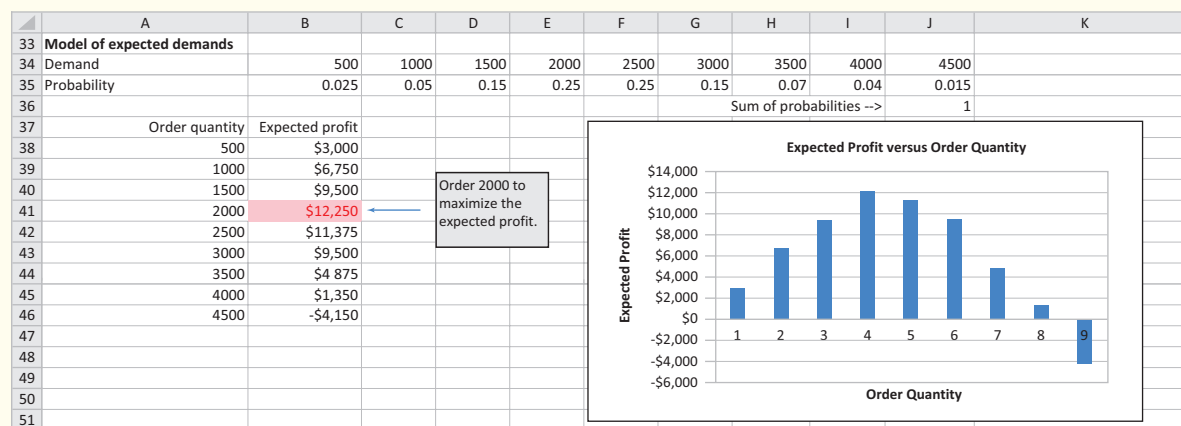 A B C D E F G H I J K
33 Model of expected demands
34 Demand 500 1000 1500 2000 2500 3000 3500 4000 4500
35 Probability 0.025 0.05 0.15 0.25 0.25 0.15 0.07 0.04 0.015
36 Sum of probabilities --> 1
37 Order quantity Expected profit
38 500 $3,000
39 1000 $6,750
40 1500 $9,500
41 2000 $12,250
42 2500 $11,375
43 3000 $9,500
44 3500 $4 875
45 4000 $1,350
46 4500 -$4,150
47
48
49
50
51
Order 2000 to
maximize the
expected profit.
Expected Profit versus Order Quantity
Expected Profit
$14,000
$12,000
$10,000
$8,000
$6,000
$4,000
$2,000
$0
-$2,000
-$4,000
-$6,000
1 2 3 4 5 6 7 8 9
Order Quantity